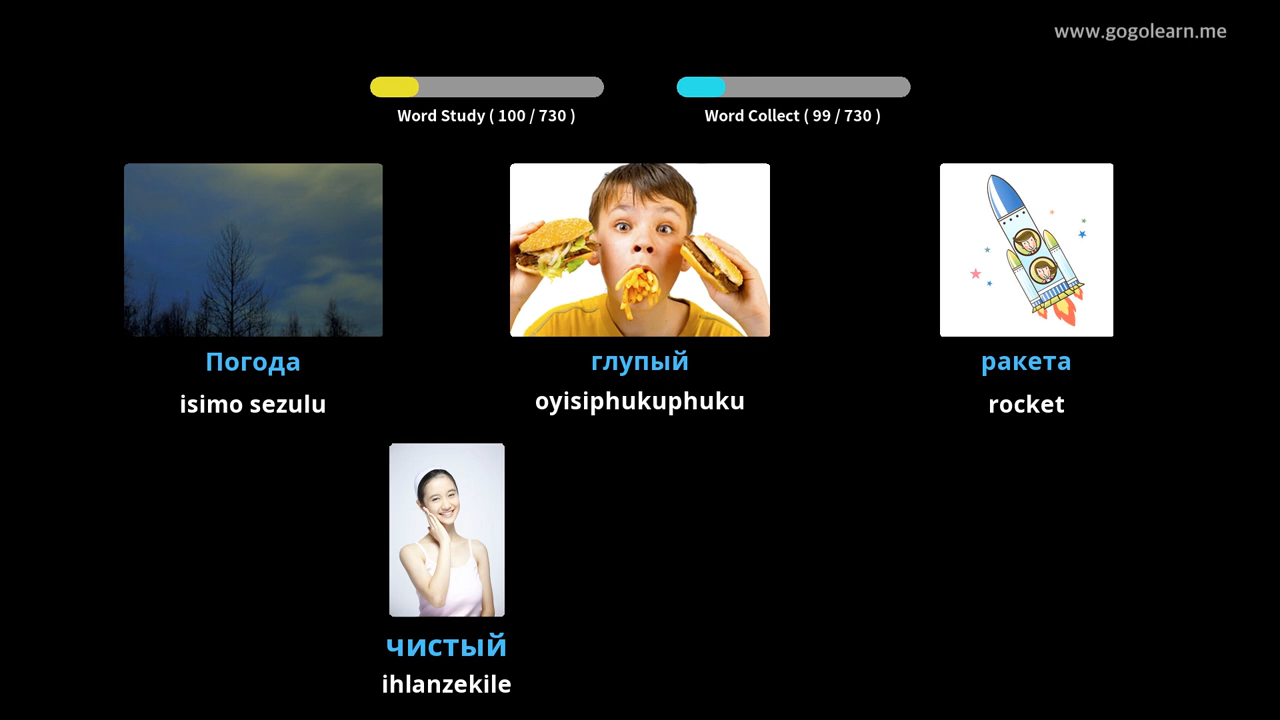 www.gogolearn.me
Word Study ( 100 / 730 )
Word Collect ( 99 / 730 )
Погода
isimo sezulu
глупый
oyisiphukuphuku
ракета
rocket
чистый
ihlanzekile